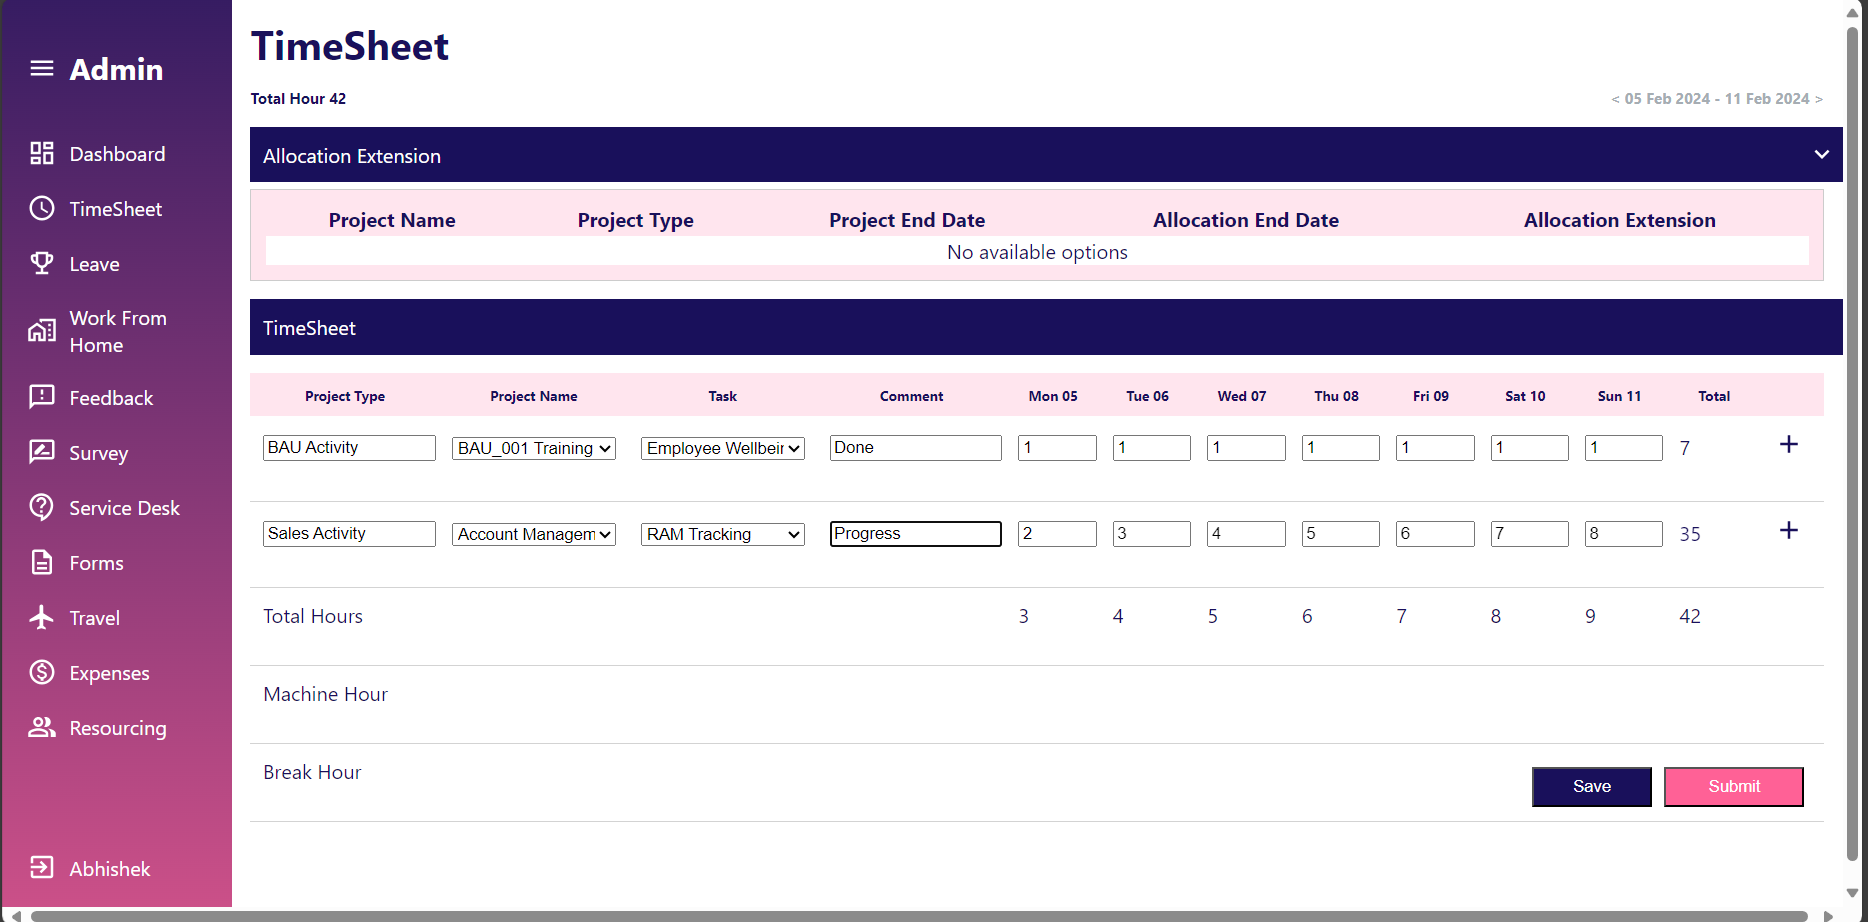 Admin
Dashboard
TimeSheet
Leave
Work From
Home
Feedback
Survey
Service Desk
Forms
Travel
Expenses
Resourcing
Abhishek
TimeSheet
Total Hour 42 < 05 Feb 2024 - 11 Feb 2024 >
Allocation Extension
Project Name Project Type Project End Date Allocation End Date Allocation Extension
No available options
TimeSheet
Project Type Project Name Task Comment Mon 05 Tue 06 Wed 07 Thu 08 Fri 09 Sat 10 Sun 11 Total
BAU Activity BAU_001 Training Employee Wellbeir Done 1 1 1 1 1 1 1 7 +
Sales Activity Account Managem RAM Tracking Progress 2 3 4 5 6 7 8 35 +
Total Hours 3 4 5 6 7 8 9 42
Machine Hour
Break Hour
Save Submit